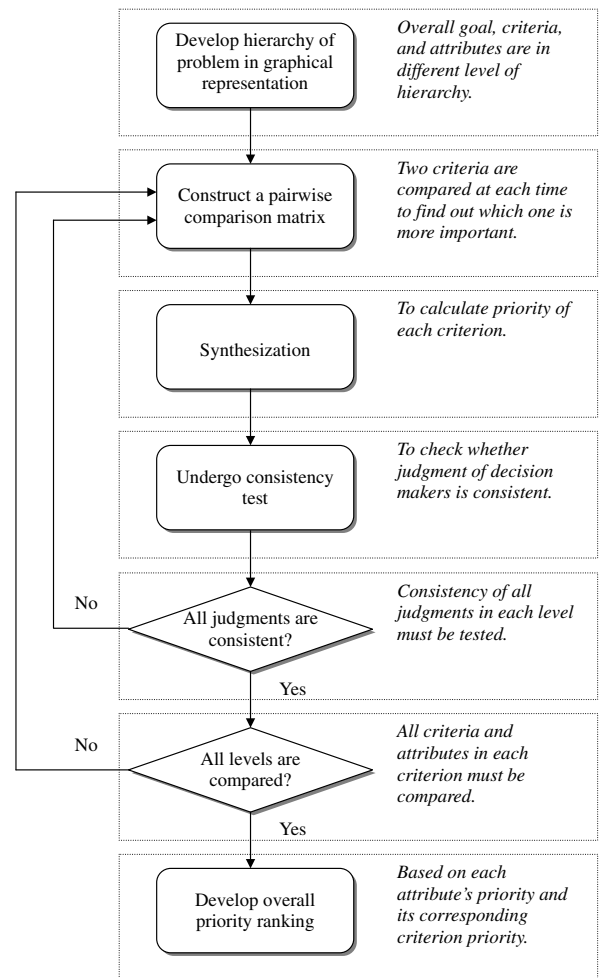 Develop hierarchy of
problem in graphical
representation
Overall goal, criteria,
and attributes are in
different level of
hierarchy.
Construct a pairwise
comparison matrix
Two criteria are
compared at each time
to find out which one is
more important.
Synthesization
To calculate priority of
each criterion.
Undergo consistency
test
To check whether
judgment of decision
makers is consistent.
No
All judgments are
consistent?
Consistency of all
judgments in each level
must be tested.
Yes
No
All levels are
compared?
All criteria and
attributes in each
criterion must be
compared.
Yes
Develop overall
priority ranking
Based on each
attribute's priority and
its corresponding
criterion priority.